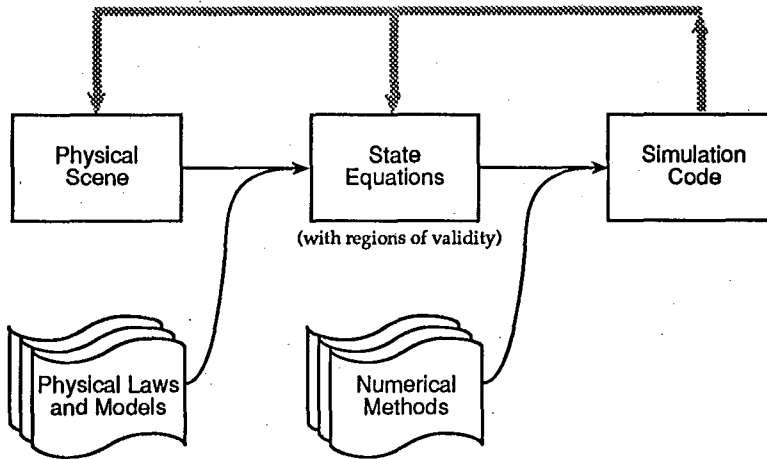 Physical
Scene
State
Equations
Simulation
Code
(with regions of validity)
Physical Laws
and Models
Numerical
Methods